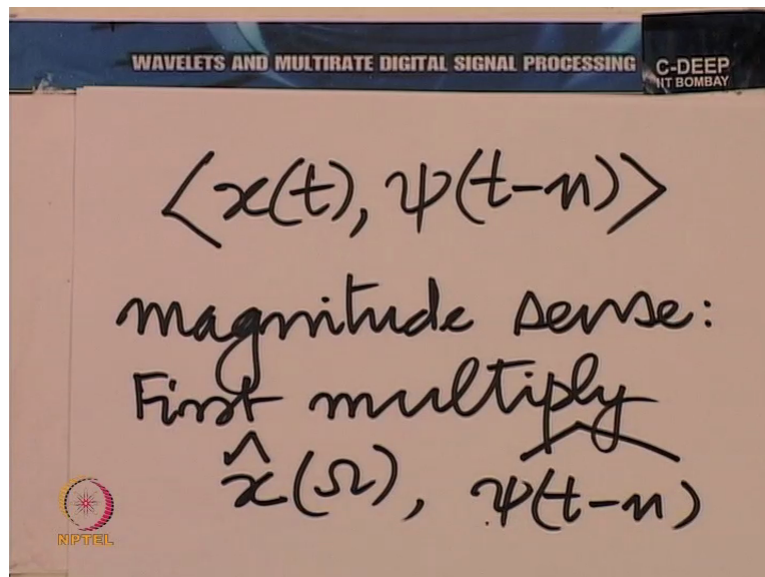 WAVELETS AND MULTIRATE DIGITAL SIGNAL PROCESSING
C-DEEP
IIT BOMBAY
⟨x(t), ψ(t-n)⟩
magnitude sense:
First multiply
x̂(Ω), ψ(t-n)^
NPTEL